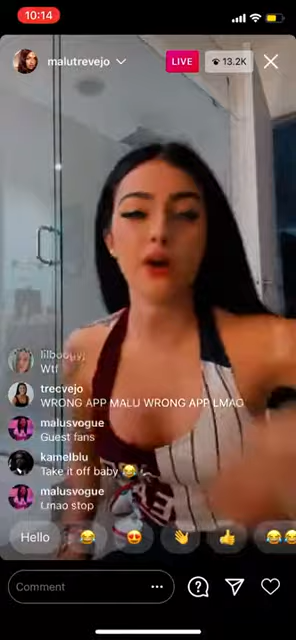 10:14
malutrevejo
LIVE
13.2K
lilboogyj
Wtf
trecvejo
WRONG APP MALU WRONG APP LMAO
malusvogue
Guest fans
kamelblu
Take it off baby 😂
malusvogue
Lmao stop
Hello 😂 😍 👋 👍 😂😂
Comment